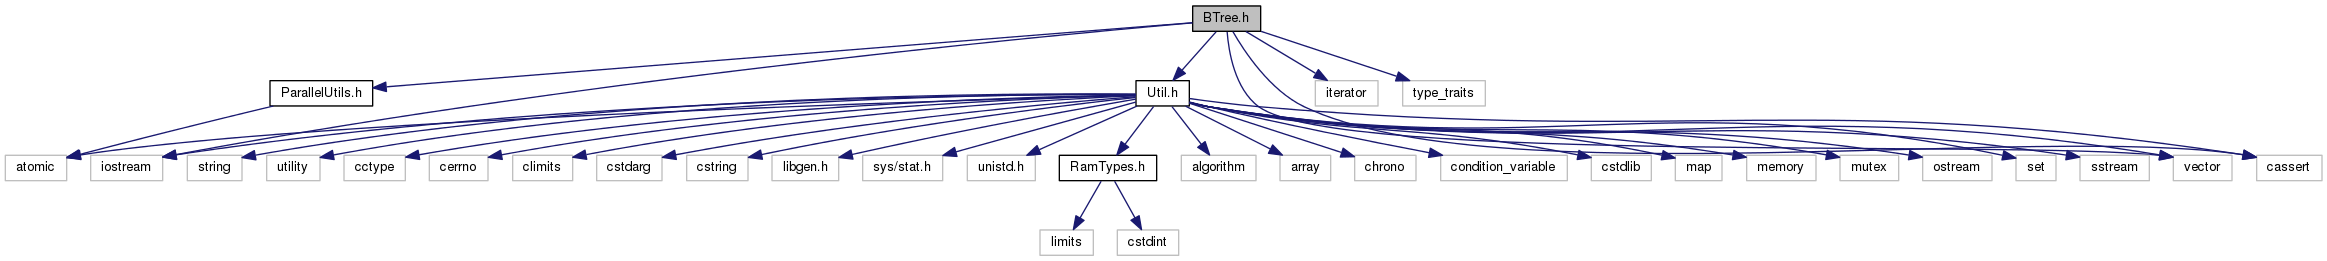 BTree.h
ParallelUtils.h
Util.h
iterator
type_traits
atomic
iostream
string
utility
cctype
cerrno
climits
cstdarg
cstring
libgen.h
sys/stat.h
unistd.h
RamTypes.h
algorithm
array
chrono
condition_variable
cstdlib
map
memory
mutex
ostream
set
sstream
vector
cassert
limits
cstdint